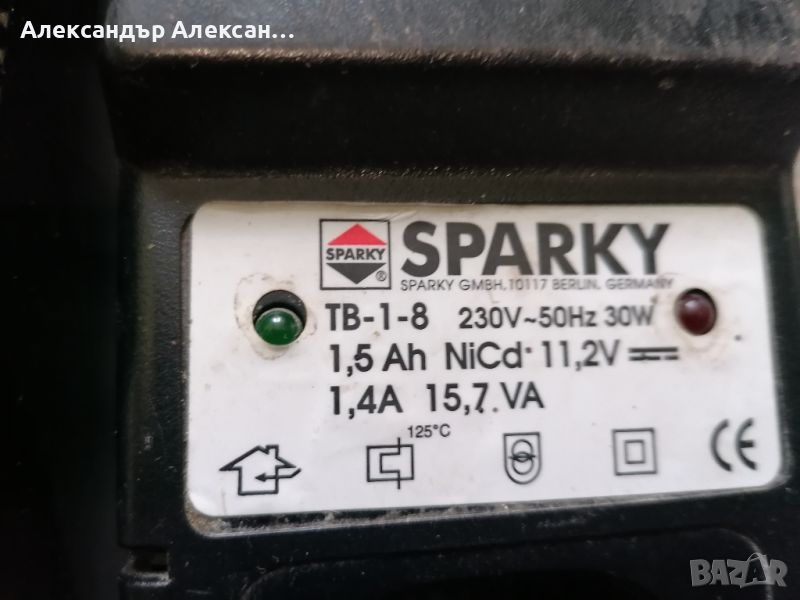 Александър Алексан...
SPARKY
SPARKY ®
SPARKY GMBH, 10117 BERLIN, GERMANY
TB-1-8 230V~50Hz 30W
1,5 Ah NiCd 11,2V
1,4A 15,7 VA
125°C
CE
BAZAR